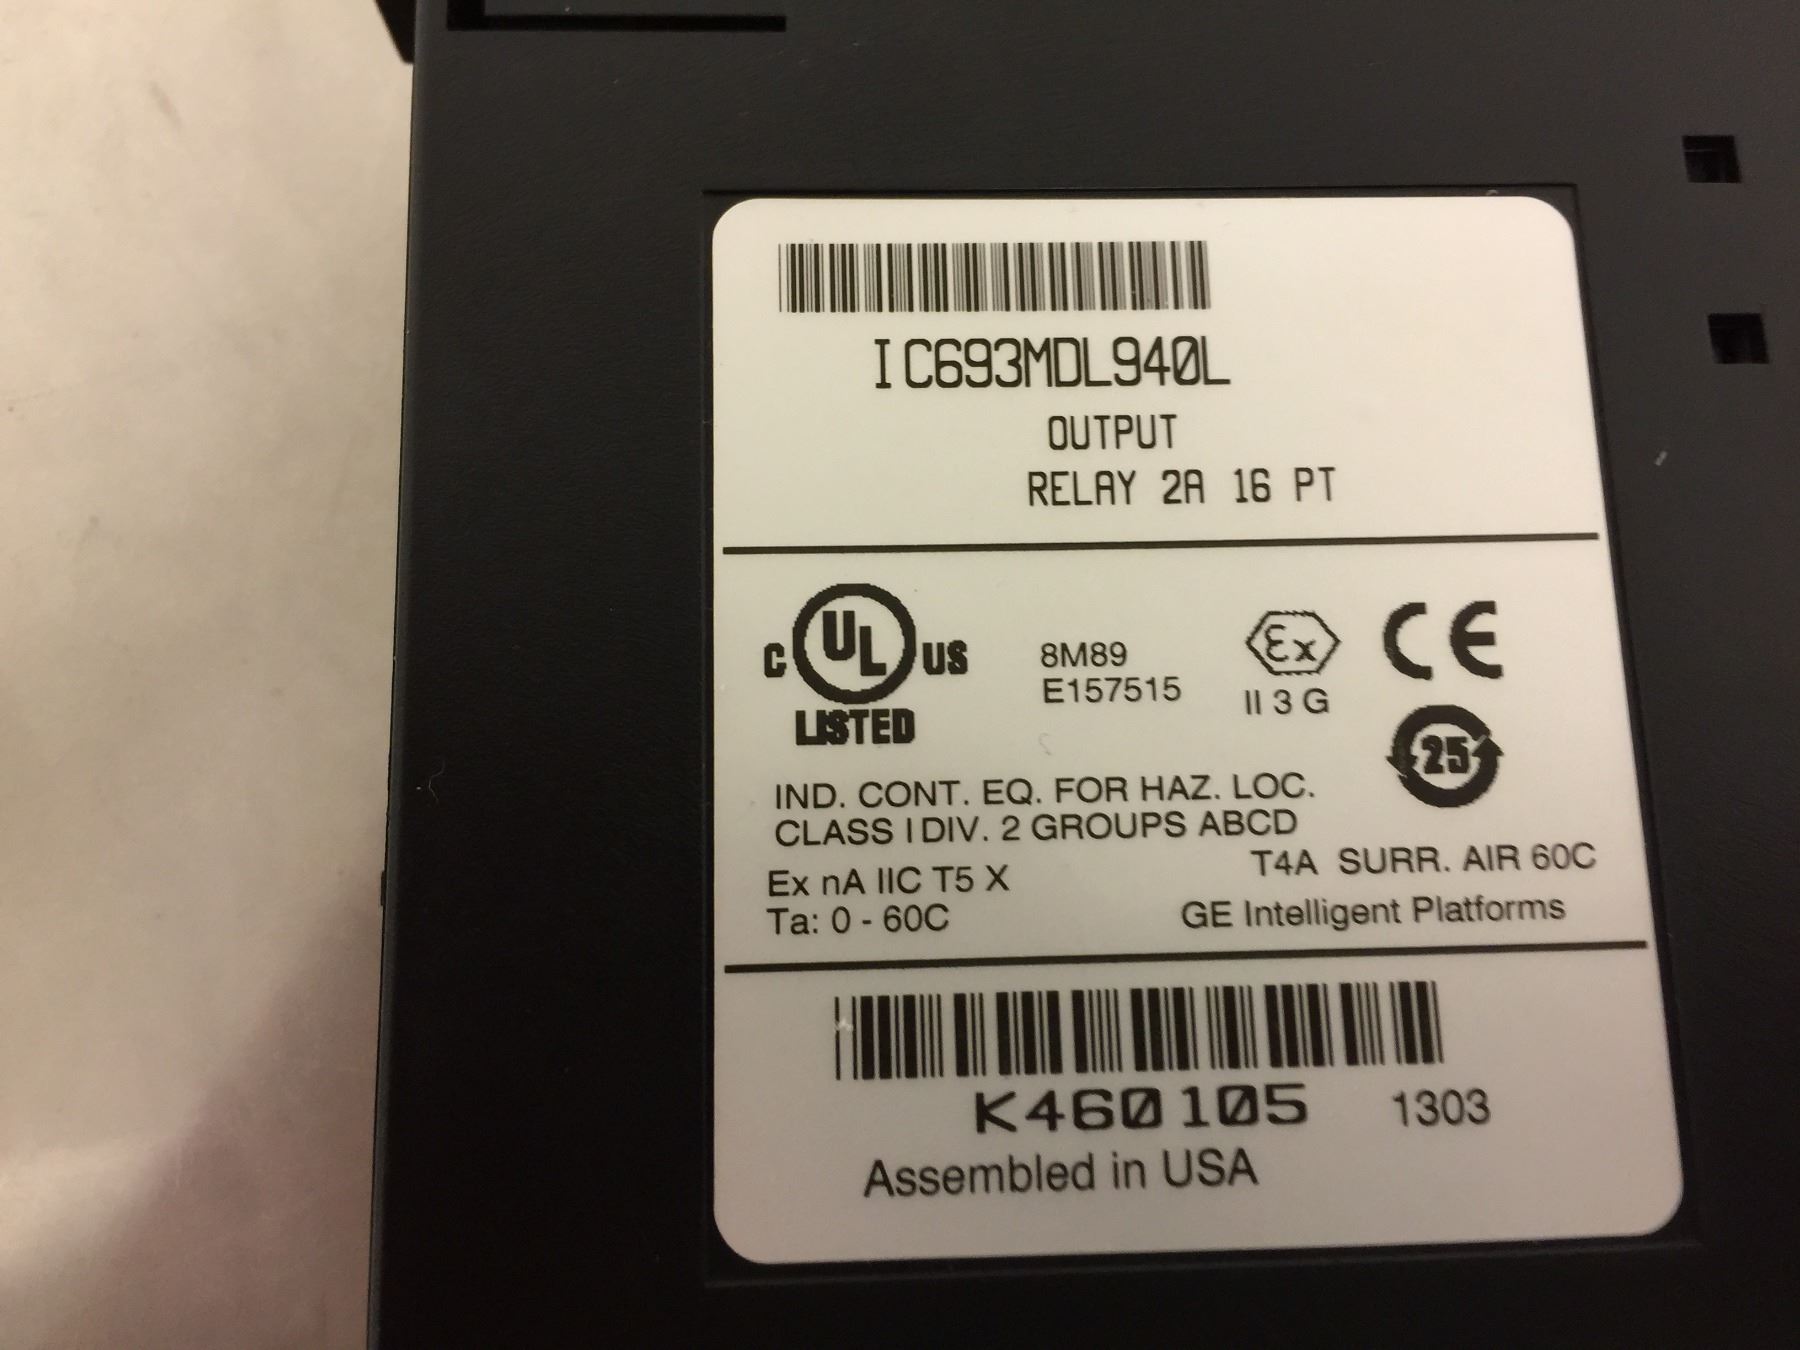 IC693MDL940L
OUTPUT
RELAY 2A 16 PT
C UL US
LISTED
8M89
E157515
Ex
II 3 G
CE
25
IND. CONT. EQ. FOR HAZ. LOC.
CLASS I DIV. 2 GROUPS ABCD
T4A SURR. AIR 60C
Ex nA IIC T5 X
Ta: 0 - 60C
GE Intelligent Platforms
K460105 1303
Assembled in USA